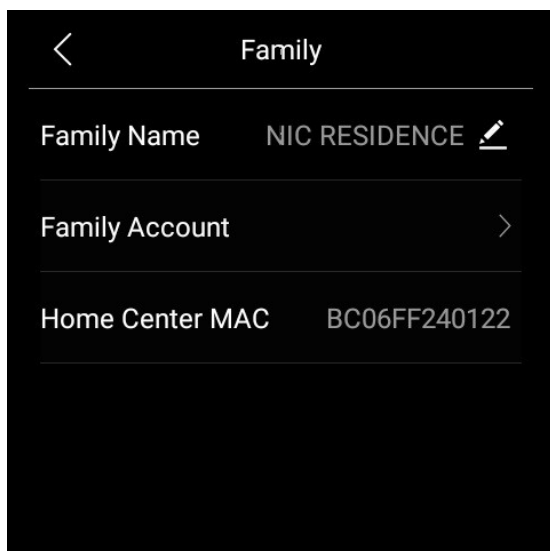 Family
Family Name NIC RESIDENCE
Family Account
Home Center MAC BC06FF240122